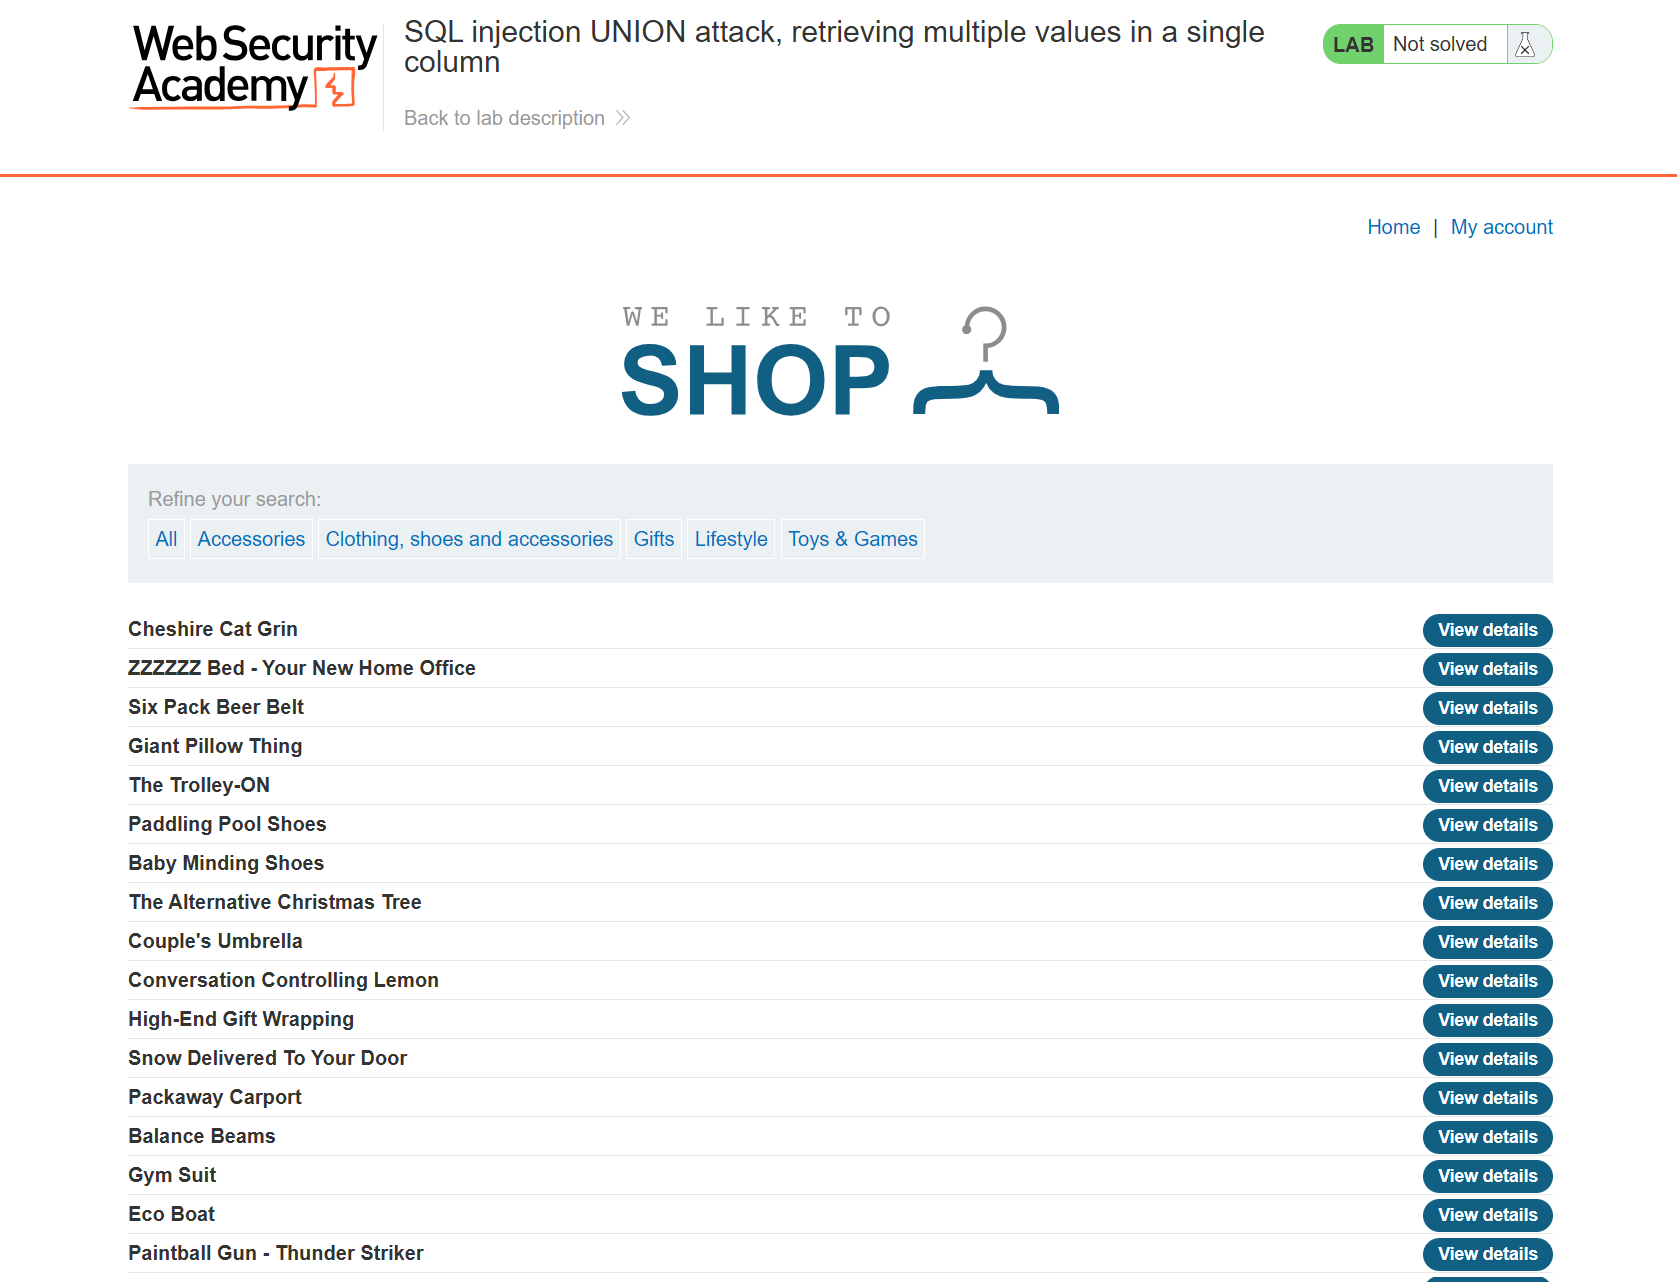 Web Security
Academy
SQL injection UNION attack, retrieving multiple values in a single
column
Back to lab description
LAB Not solved
Home | My account
WE LIKE TO
SHOP
Refine your search:
All Accessories Clothing, shoes and accessories Gifts Lifestyle Toys & Games
Cheshire Cat Grin View details
ZZZZZZ Bed - Your New Home Office View details
Six Pack Beer Belt View details
Giant Pillow Thing View details
The Trolley-ON View details
Paddling Pool Shoes View details
Baby Minding Shoes View details
The Alternative Christmas Tree View details
Couple's Umbrella View details
Conversation Controlling Lemon View details
High-End Gift Wrapping View details
Snow Delivered To Your Door View details
Packaway Carport View details
Balance Beams View details
Gym Suit View details
Eco Boat View details
Paintball Gun - Thunder Striker View details